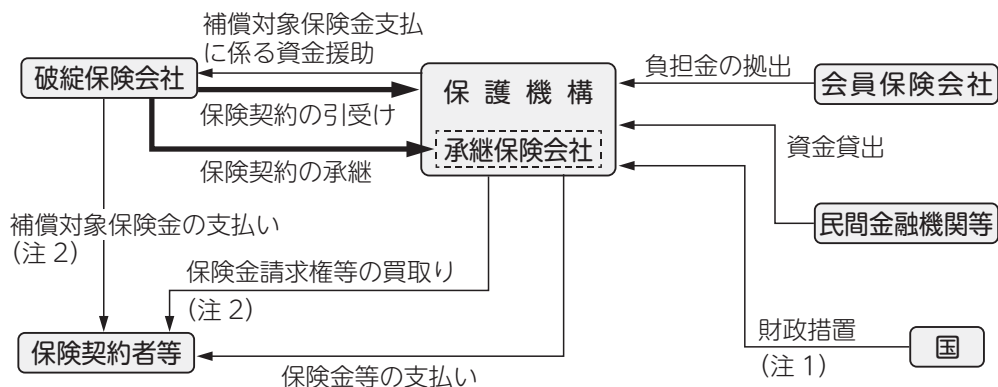 補償対象保険金支払
に係る資金援助
破綻保険会社
保険契約の引受け
保険契約の承継
保護機構
承継保険会社
負担金の拠出
会員保険会社
資金貸出
民間金融機関等
補償対象保険金の支払い
(注 2)
保険金請求権等の買取り
(注 2)
保険契約者等
保険金等の支払い
財政措置
(注 1)
国